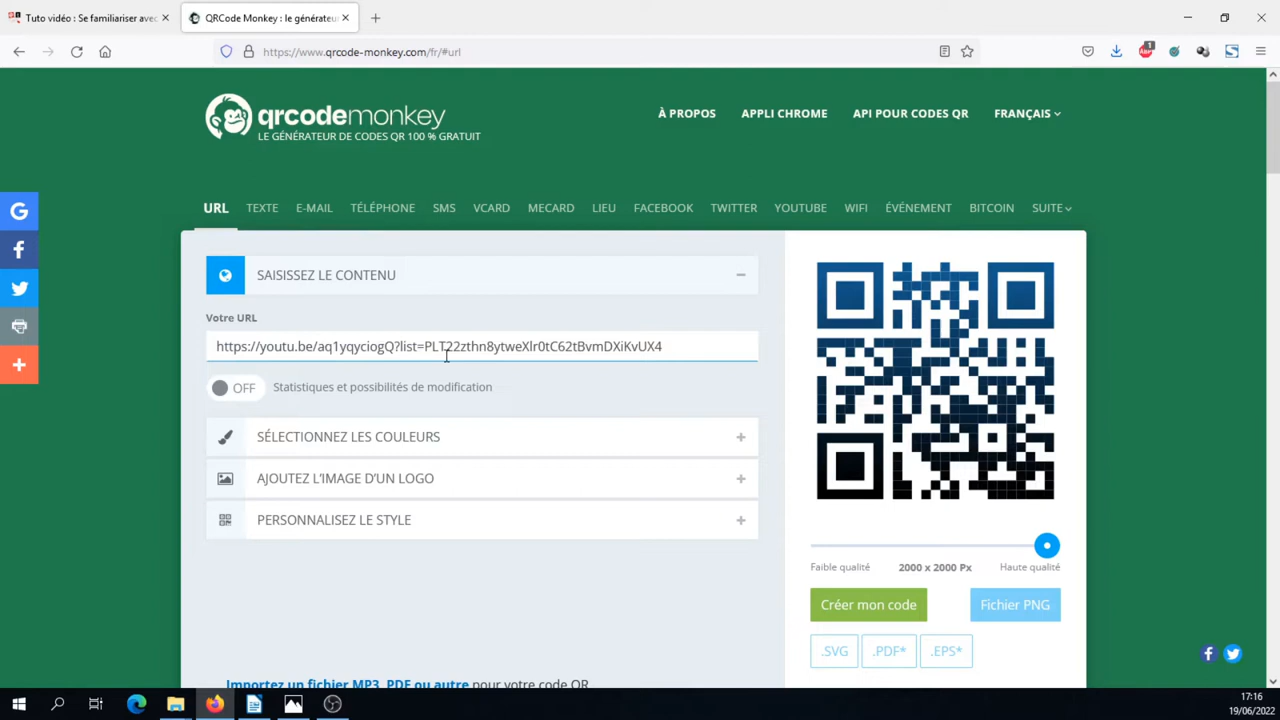 Tuto vidéo : Se familiariser avec
QRCode Monkey : le générateur
https://www.qrcode-monkey.com/fr/#url
1
qrcodemonkey
LE GÉNÉRATEUR DE CODES QR 100 % GRATUIT
À PROPOS
APPLI CHROME
API POUR CODES QR
FRANÇAIS
URL
TEXTE
E-MAIL
TÉLÉPHONE
SMS
VCARD
MECARD
LIEU
FACEBOOK
TWITTER
YOUTUBE
WIFI
ÉVÉNEMENT
BITCOIN
SUITE
SAISISSEZ LE CONTENU
Votre URL
https://youtu.be/aq1yqyciogQ?list=PLT22zthn8ytweXlr0tC62tBvmDXiKvUX4
OFF
Statistiques et possibilités de modification
SÉLECTIONNEZ LES COULEURS
AJOUTEZ L'IMAGE D'UN LOGO
PERSONNALISEZ LE STYLE
Importez un fichier MP3, PDF ou autre pour votre code QR
Faible qualité
2000 x 2000 Px
Haute qualité
Créer mon code
Fichier PNG
.SVG
.PDF*
.EPS*
17:16
19/06/2022